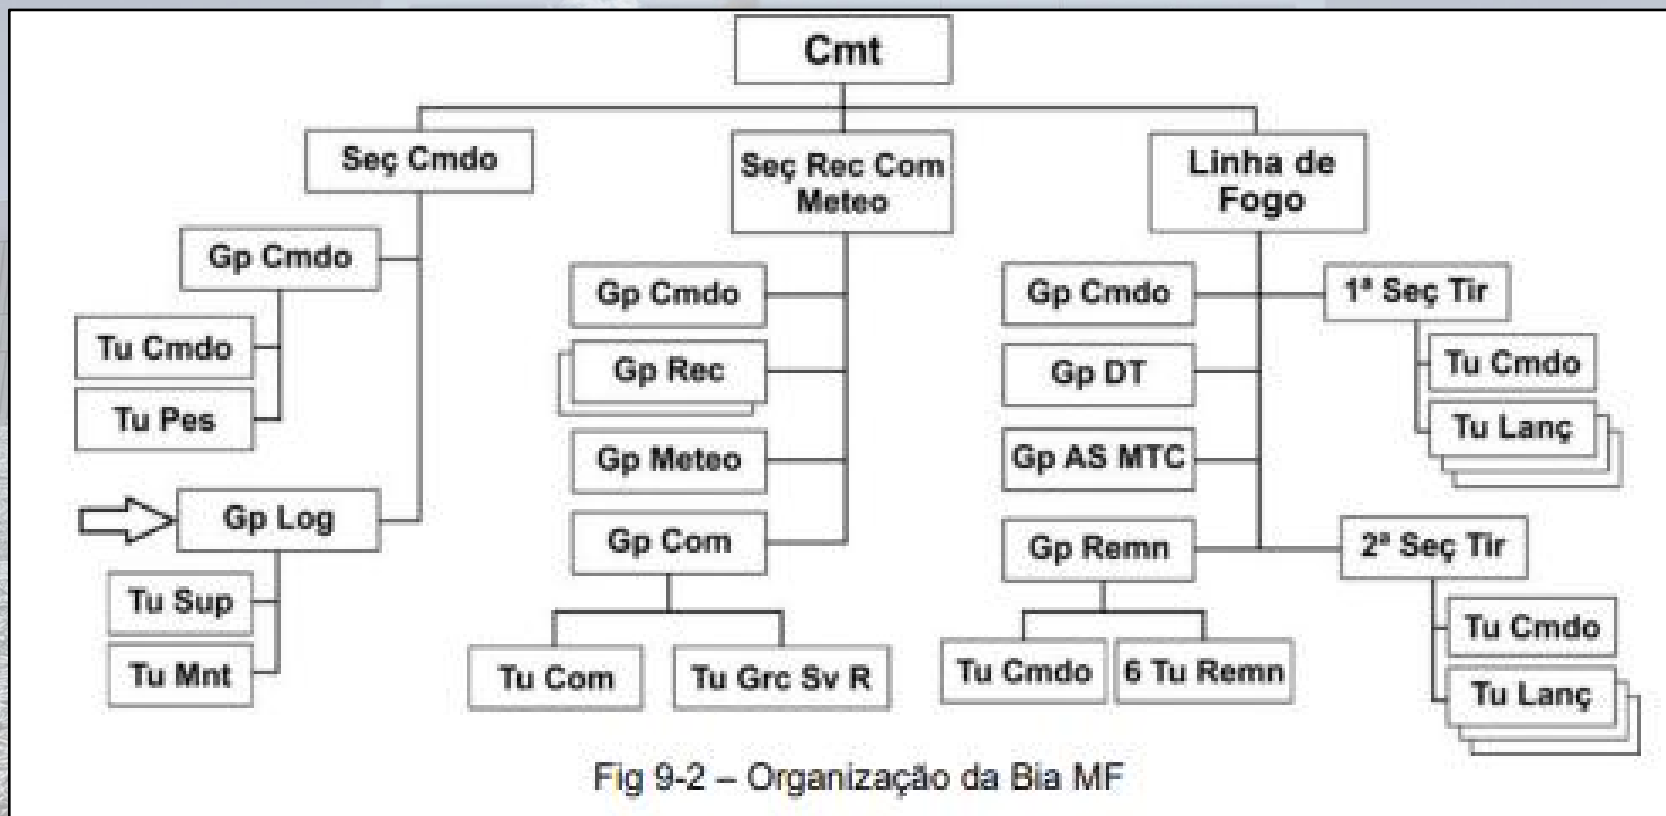 Cmt
Seç Cmdo
Seç Rec Com
Meteo
Linha de
Fogo
Gp Cmdo
Tu Cmdo
Tu Pes
Gp Log
Tu Sup
Tu Mnt
Gp Cmdo
Gp Rec
Gp Meteo
Gp Com
Tu Com
Tu Grc Sv R
Gp Cmdo
Gp DT
Gp AS MTC
Gp Remn
Tu Cmdo
6 Tu Remn
1ª Seç Tir
Tu Cmdo
Tu Lanç
2ª Seç Tir
Tu Cmdo
Tu Lanç
Fig 9-2 – Organização da Bia MF